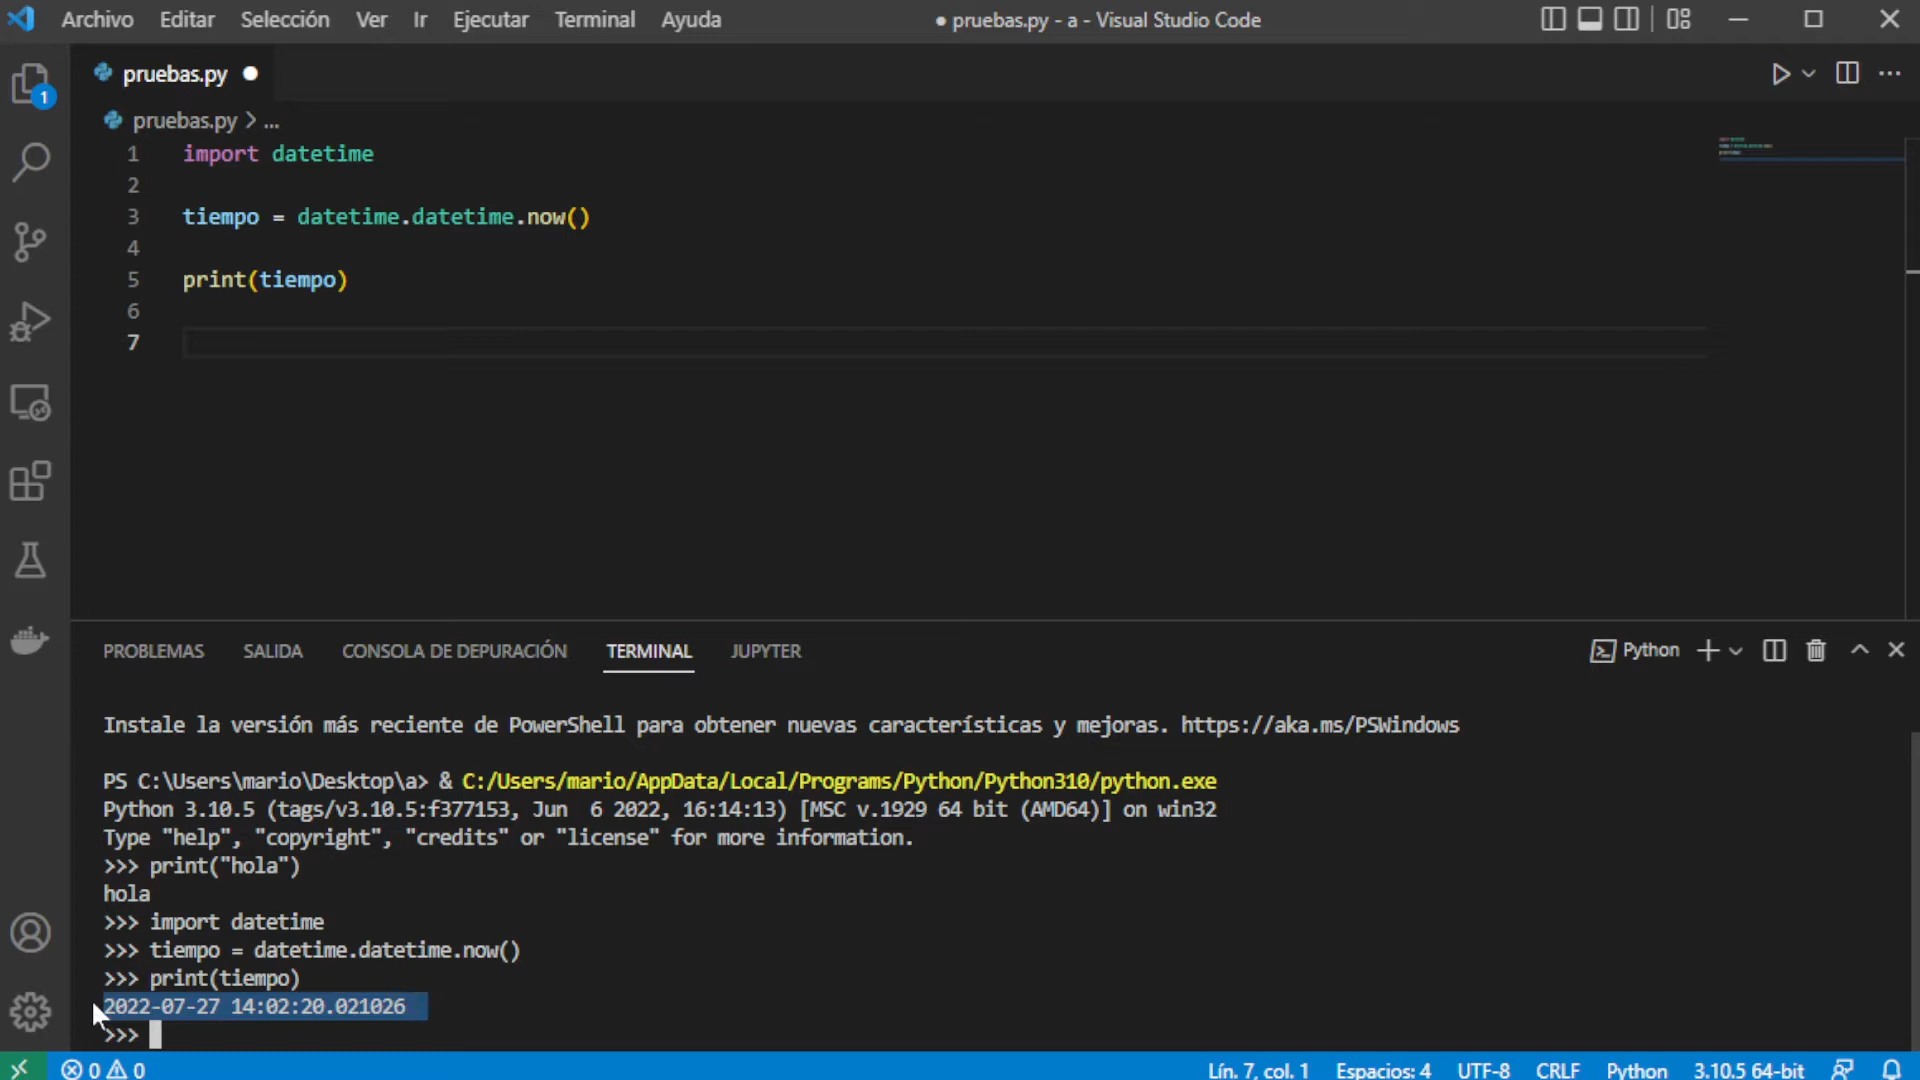 Archivo Editar Selección Ver Ir Ejecutar Terminal Ayuda ● pruebas.py - a - Visual Studio Code
pruebas.py
1
pruebas.py > ...
1 import datetime
2
3 tiempo = datetime.datetime.now()
4
5 print(tiempo)
6
7
PROBLEMAS SALIDA CONSOLA DE DEPURACIÓN TERMINAL JUPYTER Python
Instale la versión más reciente de PowerShell para obtener nuevas características y mejoras. https://aka.ms/PSWindows
PS C:\Users\mario\Desktop\a> & C:/Users/mario/AppData/Local/Programs/Python/Python310/python.exe
Python 3.10.5 (tags/v3.10.5:f377153, Jun  6 2022, 16:14:13) [MSC v.1929 64 bit (AMD64)] on win32
Type "help", "copyright", "credits" or "license" for more information.
>>> print("hola")
hola
>>> import datetime
>>> tiempo = datetime.datetime.now()
>>> print(tiempo)
2022-07-27 14:02:20.021026
>>>
0 0 Lín. 7, col. 1 Espacios: 4 UTF-8 CRLF Python 3.10.5 64-bit